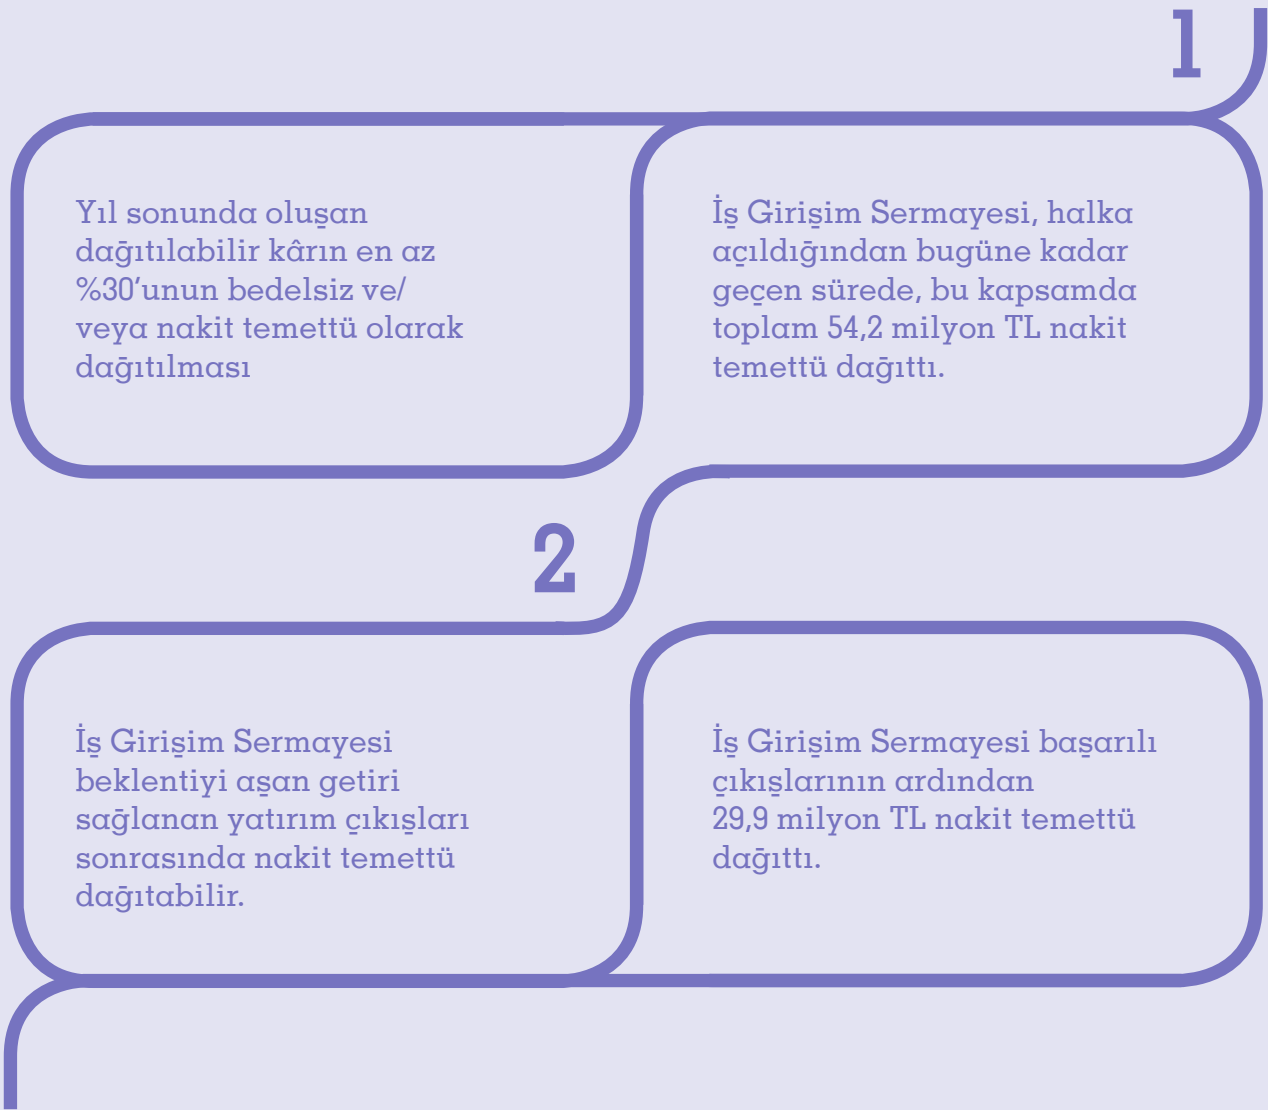 1
Yıl sonunda oluşan
dağıtılabilir kârın en az
%30’unun bedelsiz ve/
veya nakit temettü olarak
dağıtılması
İş Girişim Sermayesi, halka
açıldığından bugüne kadar
geçen sürede, bu kapsamda
toplam 54,2 milyon TL nakit
temettü dağıttı.
2
İş Girişim Sermayesi
beklentiyi aşan getiri
sağlanan yatırım çıkışları
sonrasında nakit temettü
dağıtabilir.
İş Girişim Sermayesi başarılı
çıkışlarının ardından
29,9 milyon TL nakit temettü
dağıttı.